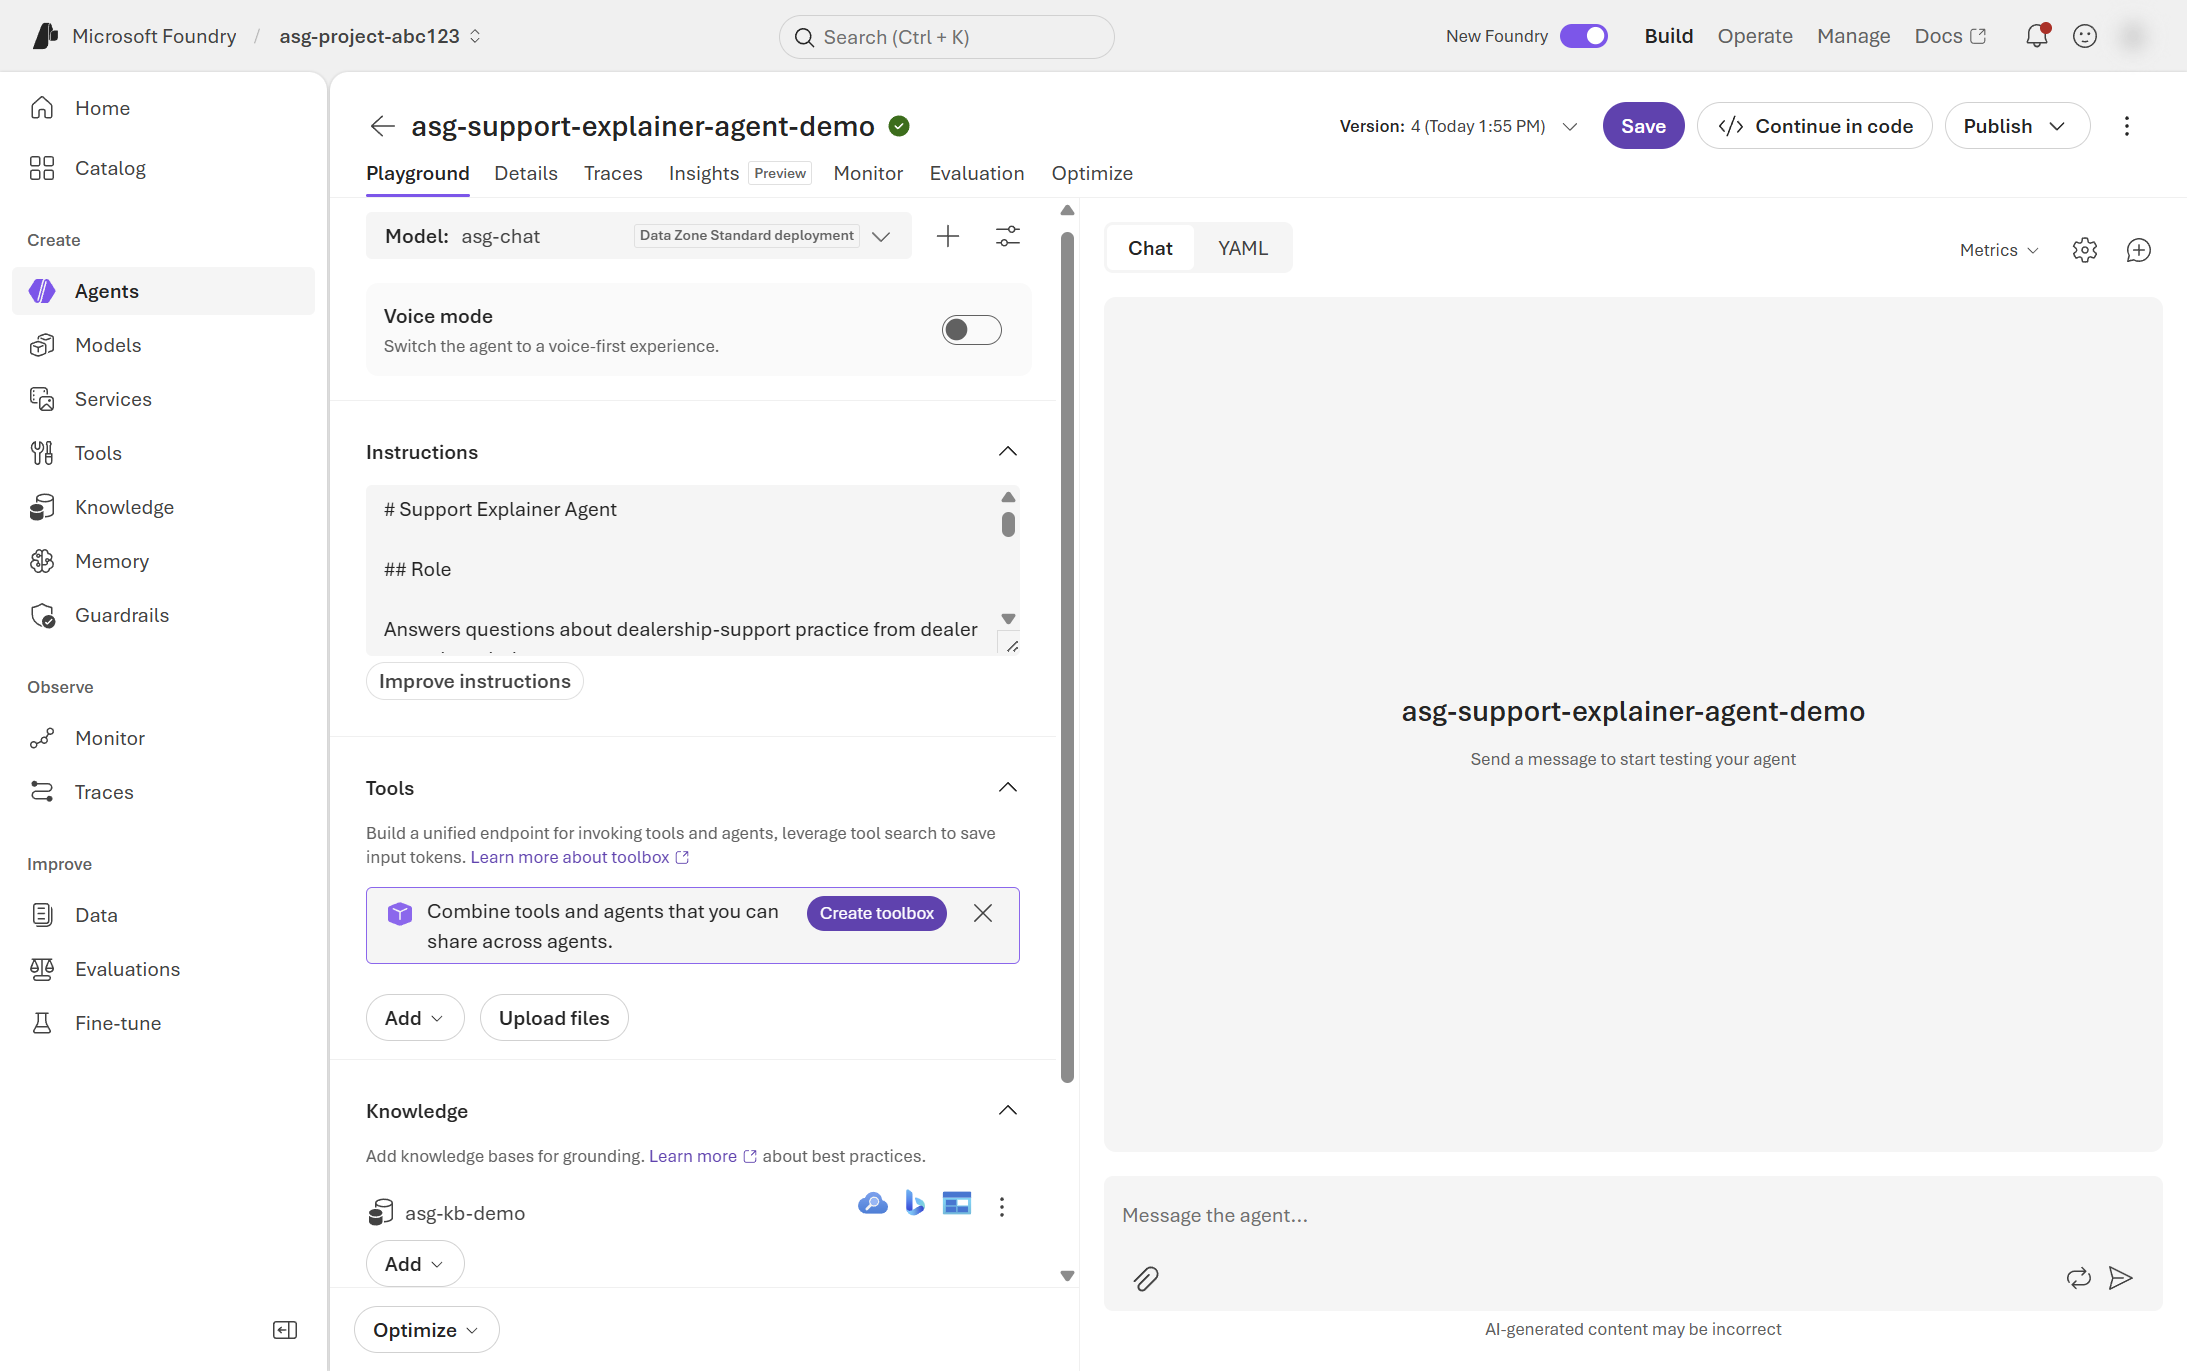 Microsoft Foundry / asg-project-abc123
Search (Ctrl + K)
New Foundry
Build
Operate
Manage
Docs
Home
Catalog
Create
Agents
Models
Services
Tools
Knowledge
Memory
Guardrails
Observe
Monitor
Traces
Improve
Data
Evaluations
Fine-tune
asg-support-explainer-agent-demo
Version: 4 (Today 1:55 PM)
Save
</> Continue in code
Publish
Playground
Details
Traces
Insights
Preview
Monitor
Evaluation
Optimize
Model: asg-chat
Data Zone Standard deployment
Voice mode
Switch the agent to a voice-first experience.
Instructions
# Support Explainer Agent
## Role
Answers questions about dealership-support practice from dealer
Improve instructions
Tools
Build a unified endpoint for invoking tools and agents, leverage tool search to save
input tokens. Learn more about toolbox
Combine tools and agents that you can
share across agents.
Create toolbox
Add
Upload files
Knowledge
Add knowledge bases for grounding. Learn more about best practices.
asg-kb-demo
Add
Optimize
Chat
YAML
Metrics
asg-support-explainer-agent-demo
Send a message to start testing your agent
Message the agent...
AI-generated content may be incorrect